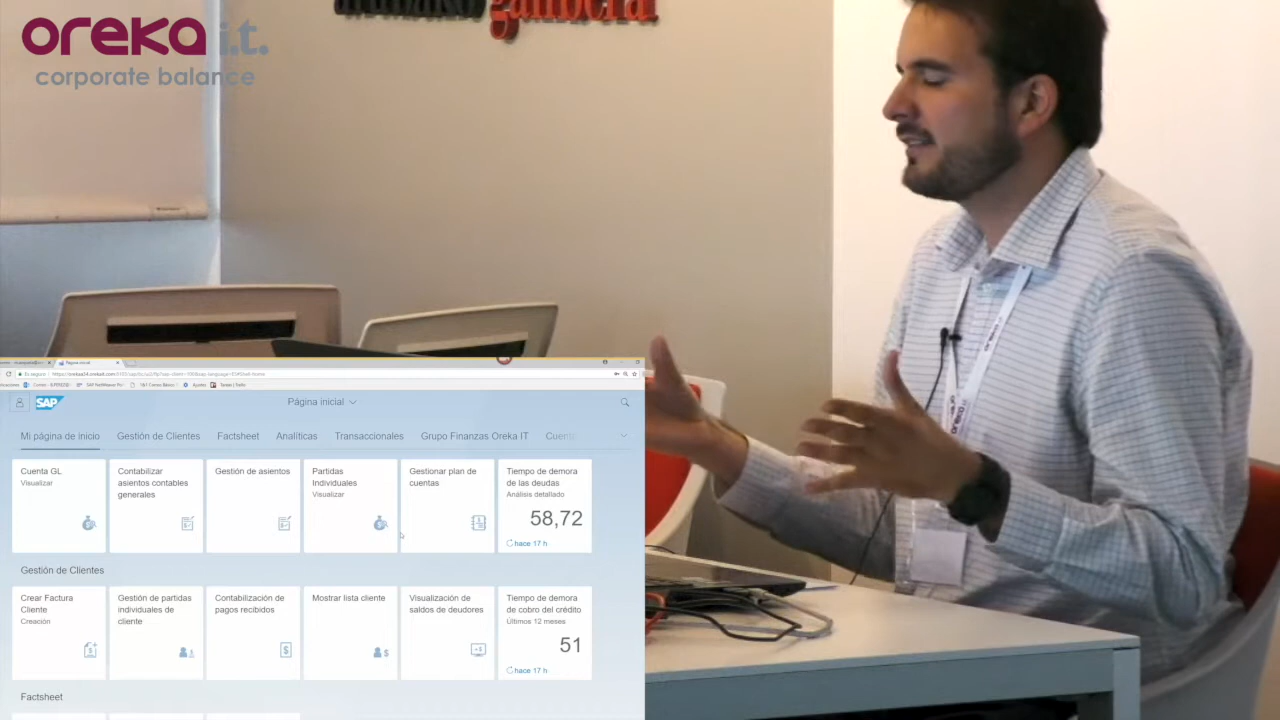 oreka i.t.
corporate balance
ganbera
Página inicial
SAP
Página inicial
Mi página de inicio
Gestión de Clientes
Factsheet
Analíticas
Transaccionales
Grupo Finanzas Oreka IT
Cuenta GL
Visualizar
Contabilizar
asientos contables
generales
Gestión de asientos
Partidas
Individuales
Visualizar
Gestionar plan de
cuentas
Tiempo de demora
de las deudas
Análisis detallado
58,72
hace 17 h
Gestión de Clientes
Crear Factura
Cliente
Creación
Gestión de partidas
individuales de
cliente
Contabilización de
pagos recibidos
Mostrar lista cliente
Visualización de
saldos de deudores
Tiempo de demora
de cobro del crédito
Últimos 12 meses
51
hace 17 h
Factsheet
oreka i.t.